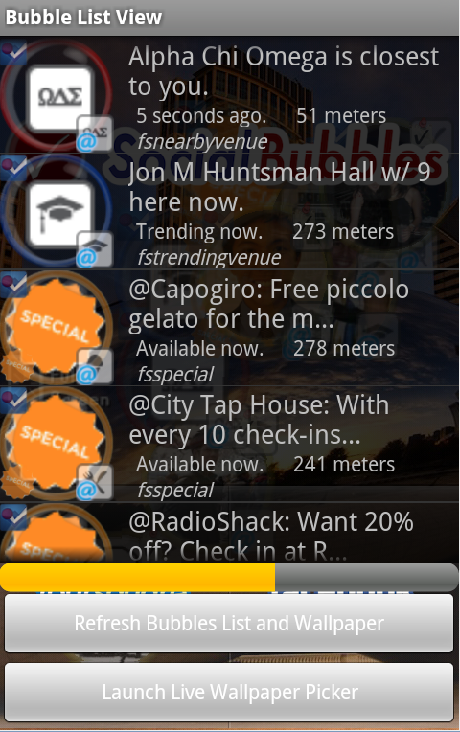 Bubble List View
Alpha Chi Omega is closest
to you.
5 seconds ago. 51 meters
fsnearbyvenue
ΩΔΣ
ΩΔΣ
@
SocialBubbles
Jon M Huntsman Hall w/ 9
here now.
Trending now. 273 meters
fstrendingvenue
@
@Capogiro: Free piccolo
gelato for the m...
Available now. 278 meters
fsspecial
SPECIAL
@
@City Tap House: With
every 10 check-ins...
Available now. 241 meters
fsspecial
SPECIAL
@
@RadioShack: Want 20%
off? Check in at R...
Refresh Bubbles List and Wallpaper
Launch Live Wallpaper Picker